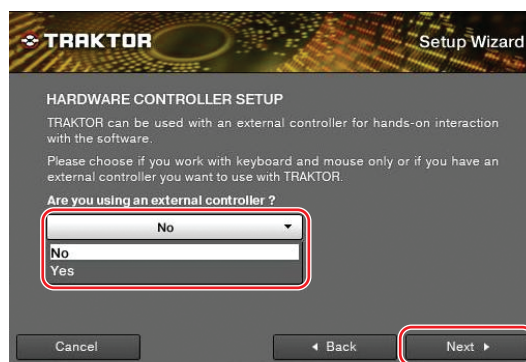 TRAKTOR
Setup Wizard
HARDWARE CONTROLLER SETUP
TRAKTOR can be used with an external controller for hands-on interaction
with the software.
Please choose if you work with keyboard and mouse only or if you have an
external controller you want to use with TRAKTOR.
Are you using an external controller ?
No
No
Yes
Cancel
Back
Next